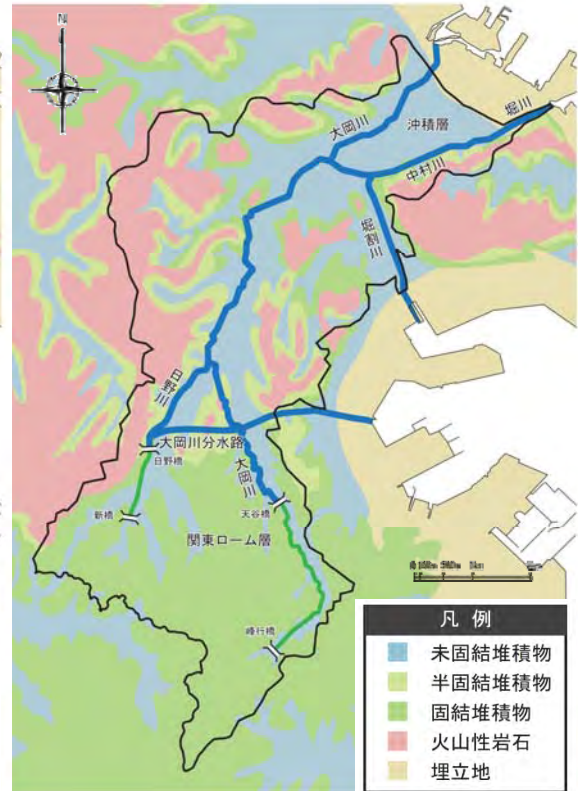 N
大岡川
沖積層
堀川
中村川
堀割川
日野川
大岡川分水路
日野橋
大岡川
新橋
天谷橋
関東ローム層
峰行橋
凡例
未固結堆積物
半固結堆積物
固結堆積物
火山性岩石
埋立地